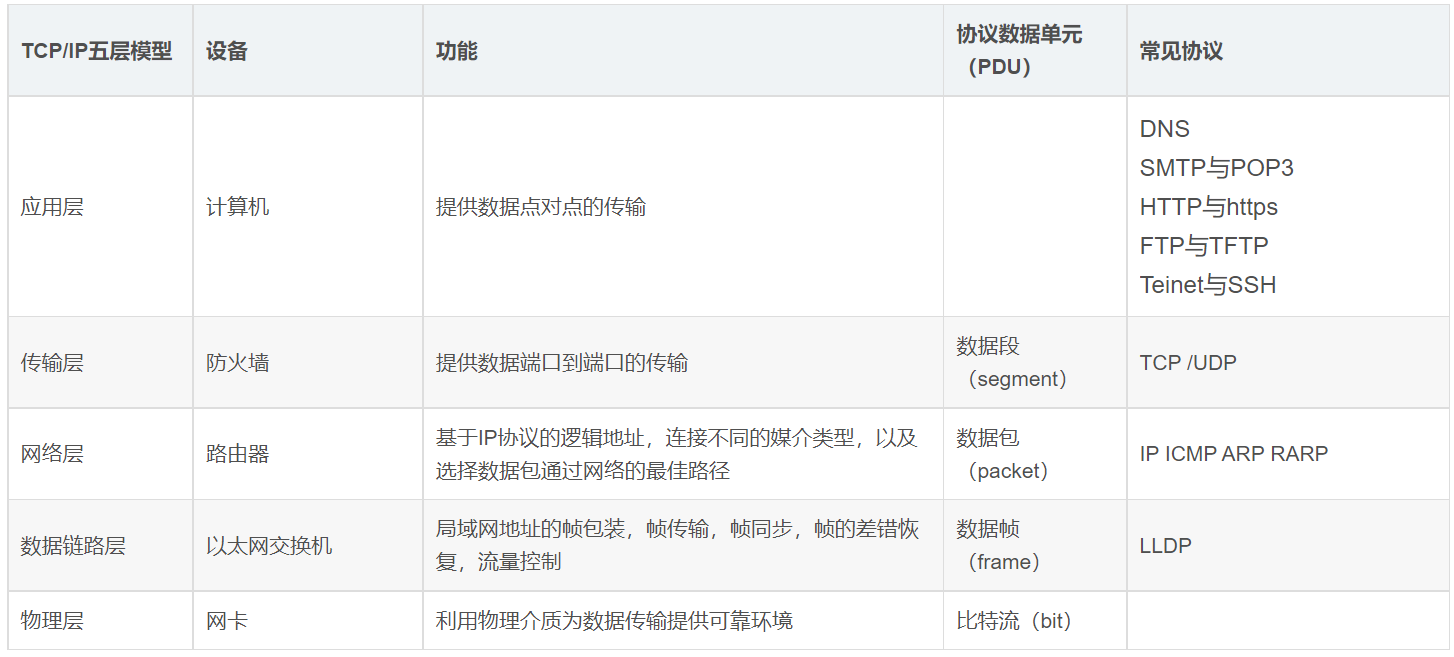 TCP/IP五层模型
设备
功能
协议数据单元
（PDU）
常见协议
应用层
计算机
提供数据点对点的传输
DNS
SMTP与POP3
HTTP与https
FTP与TFTP
Teinet与SSH
传输层
防火墙
提供数据端口到端口的传输
数据段
（segment）
TCP /UDP
网络层
路由器
基于IP协议的逻辑地址，连接不同的媒介类型，以及
选择数据包通过网络的最佳路径
数据包
（packet）
IP ICMP ARP RARP
数据链路层
以太网交换机
局域网地址的帧包装，帧传输，帧同步，帧的差错恢
复，流量控制
数据帧
（frame）
LLDP
物理层
网卡
利用物理介质为数据传输提供可靠环境
比特流（bit）